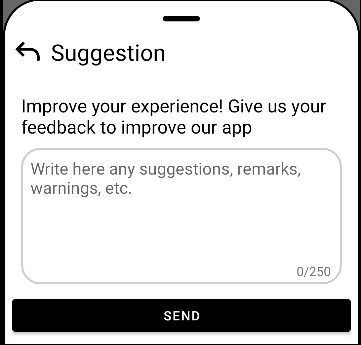 Suggestion
Improve your experience! Give us your
feedback to improve our app
Write here any suggestions, remarks,
warnings, etc.
0/250
SEND